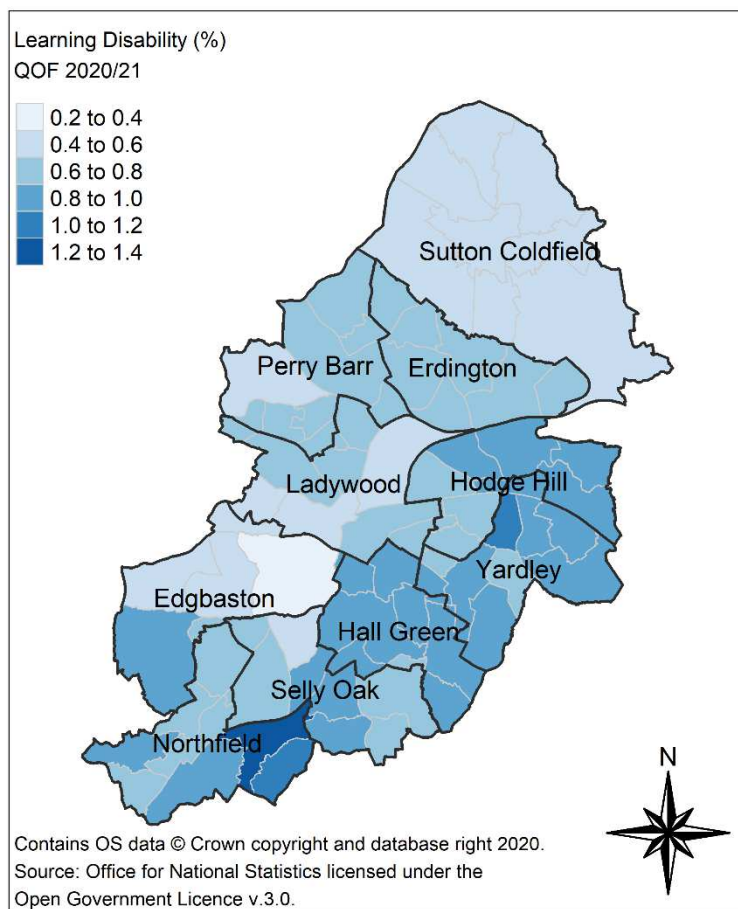 Learning Disability (%)
QOF 2020/21
0.2 to 0.4
0.4 to 0.6
0.6 to 0.8
0.8 to 1.0
1.0 to 1.2
1.2 to 1.4
Sutton Coldfield
Perry Barr
Erdington
Ladywood
Hodge Hill
Yardley
Edgbaston
Hall Green
Selly Oak
Northfield
N
Contains OS data © Crown copyright and database right 2020.
Source: Office for National Statistics licensed under the
Open Government Licence v.3.0.